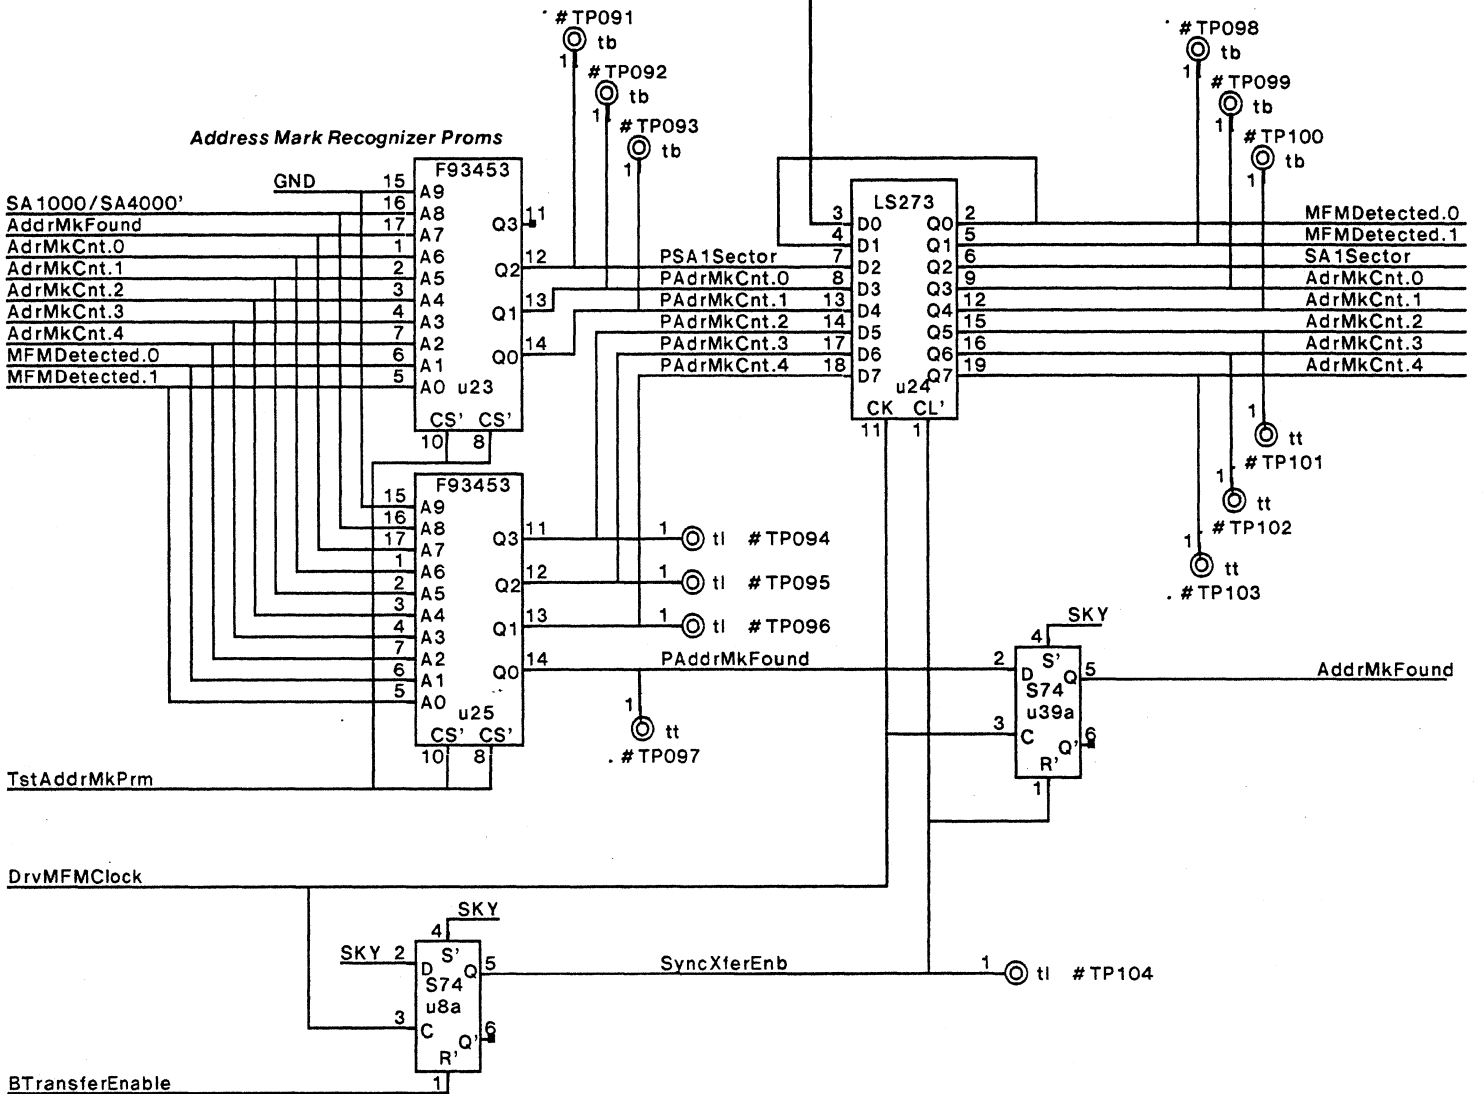 #TP091
tb
1
#TP092
tb
1
#TP093
tb
1
#TP098
tb
1
#TP099
tb
1
#TP100
tb
1
Address Mark Recognizer Proms
GND
SA1000/SA4000'
AddrMkFound
AdrMkCnt.0
AdrMkCnt.1
AdrMkCnt.2
AdrMkCnt.3
AdrMkCnt.4
MFMDetected.0
MFMDetected.1
F93453
15 A9
16 A8
17 A7
1 A6
2 A5
3 A4
4 A3
7 A2
6 A1
5 A0
Q3 11
Q2 12
Q1 13
Q0 14
u23
CS' CS'
10 8
PSA1Sector
PAdrMkCnt.0
PAdrMkCnt.1
PAdrMkCnt.2
PAdrMkCnt.3
PAdrMkCnt.4
LS273
3 D0 Q0 2
4 D1 Q1 5
7 D2 Q2 6
8 D3 Q3 9
13 D4 Q4 12
14 D5 Q5 15
17 D6 Q6 16
18 D7 Q7 19
u24
CK CL'
11 1
MFMDetected.0
MFMDetected.1
SA1Sector
AdrMkCnt.0
AdrMkCnt.1
AdrMkCnt.2
AdrMkCnt.3
AdrMkCnt.4
1
tt
#TP101
1
tt
#TP102
1
tt
#TP103
F93453
15 A9
16 A8
17 A7
1 A6
2 A5
3 A4
4 A3
7 A2
6 A1
5 A0
Q3 11
Q2 12
Q1 13
Q0 14
u25
CS' CS'
10 8
1 tl #TP094
1 tl #TP095
1 tl #TP096
PAddrMkFound
1
tt
#TP097
SKY
4
S'
2 D Q 5
S74
u39a
3 C
Q' 6
R'
1
AddrMkFound
TstAddrMkPrm
DrvMFMClock
SKY
4
SKY 2
S'
D Q 5
S74
u8a
3 C
Q' 6
R'
1
SyncXferEnb
1 tl #TP104
BTransferEnable